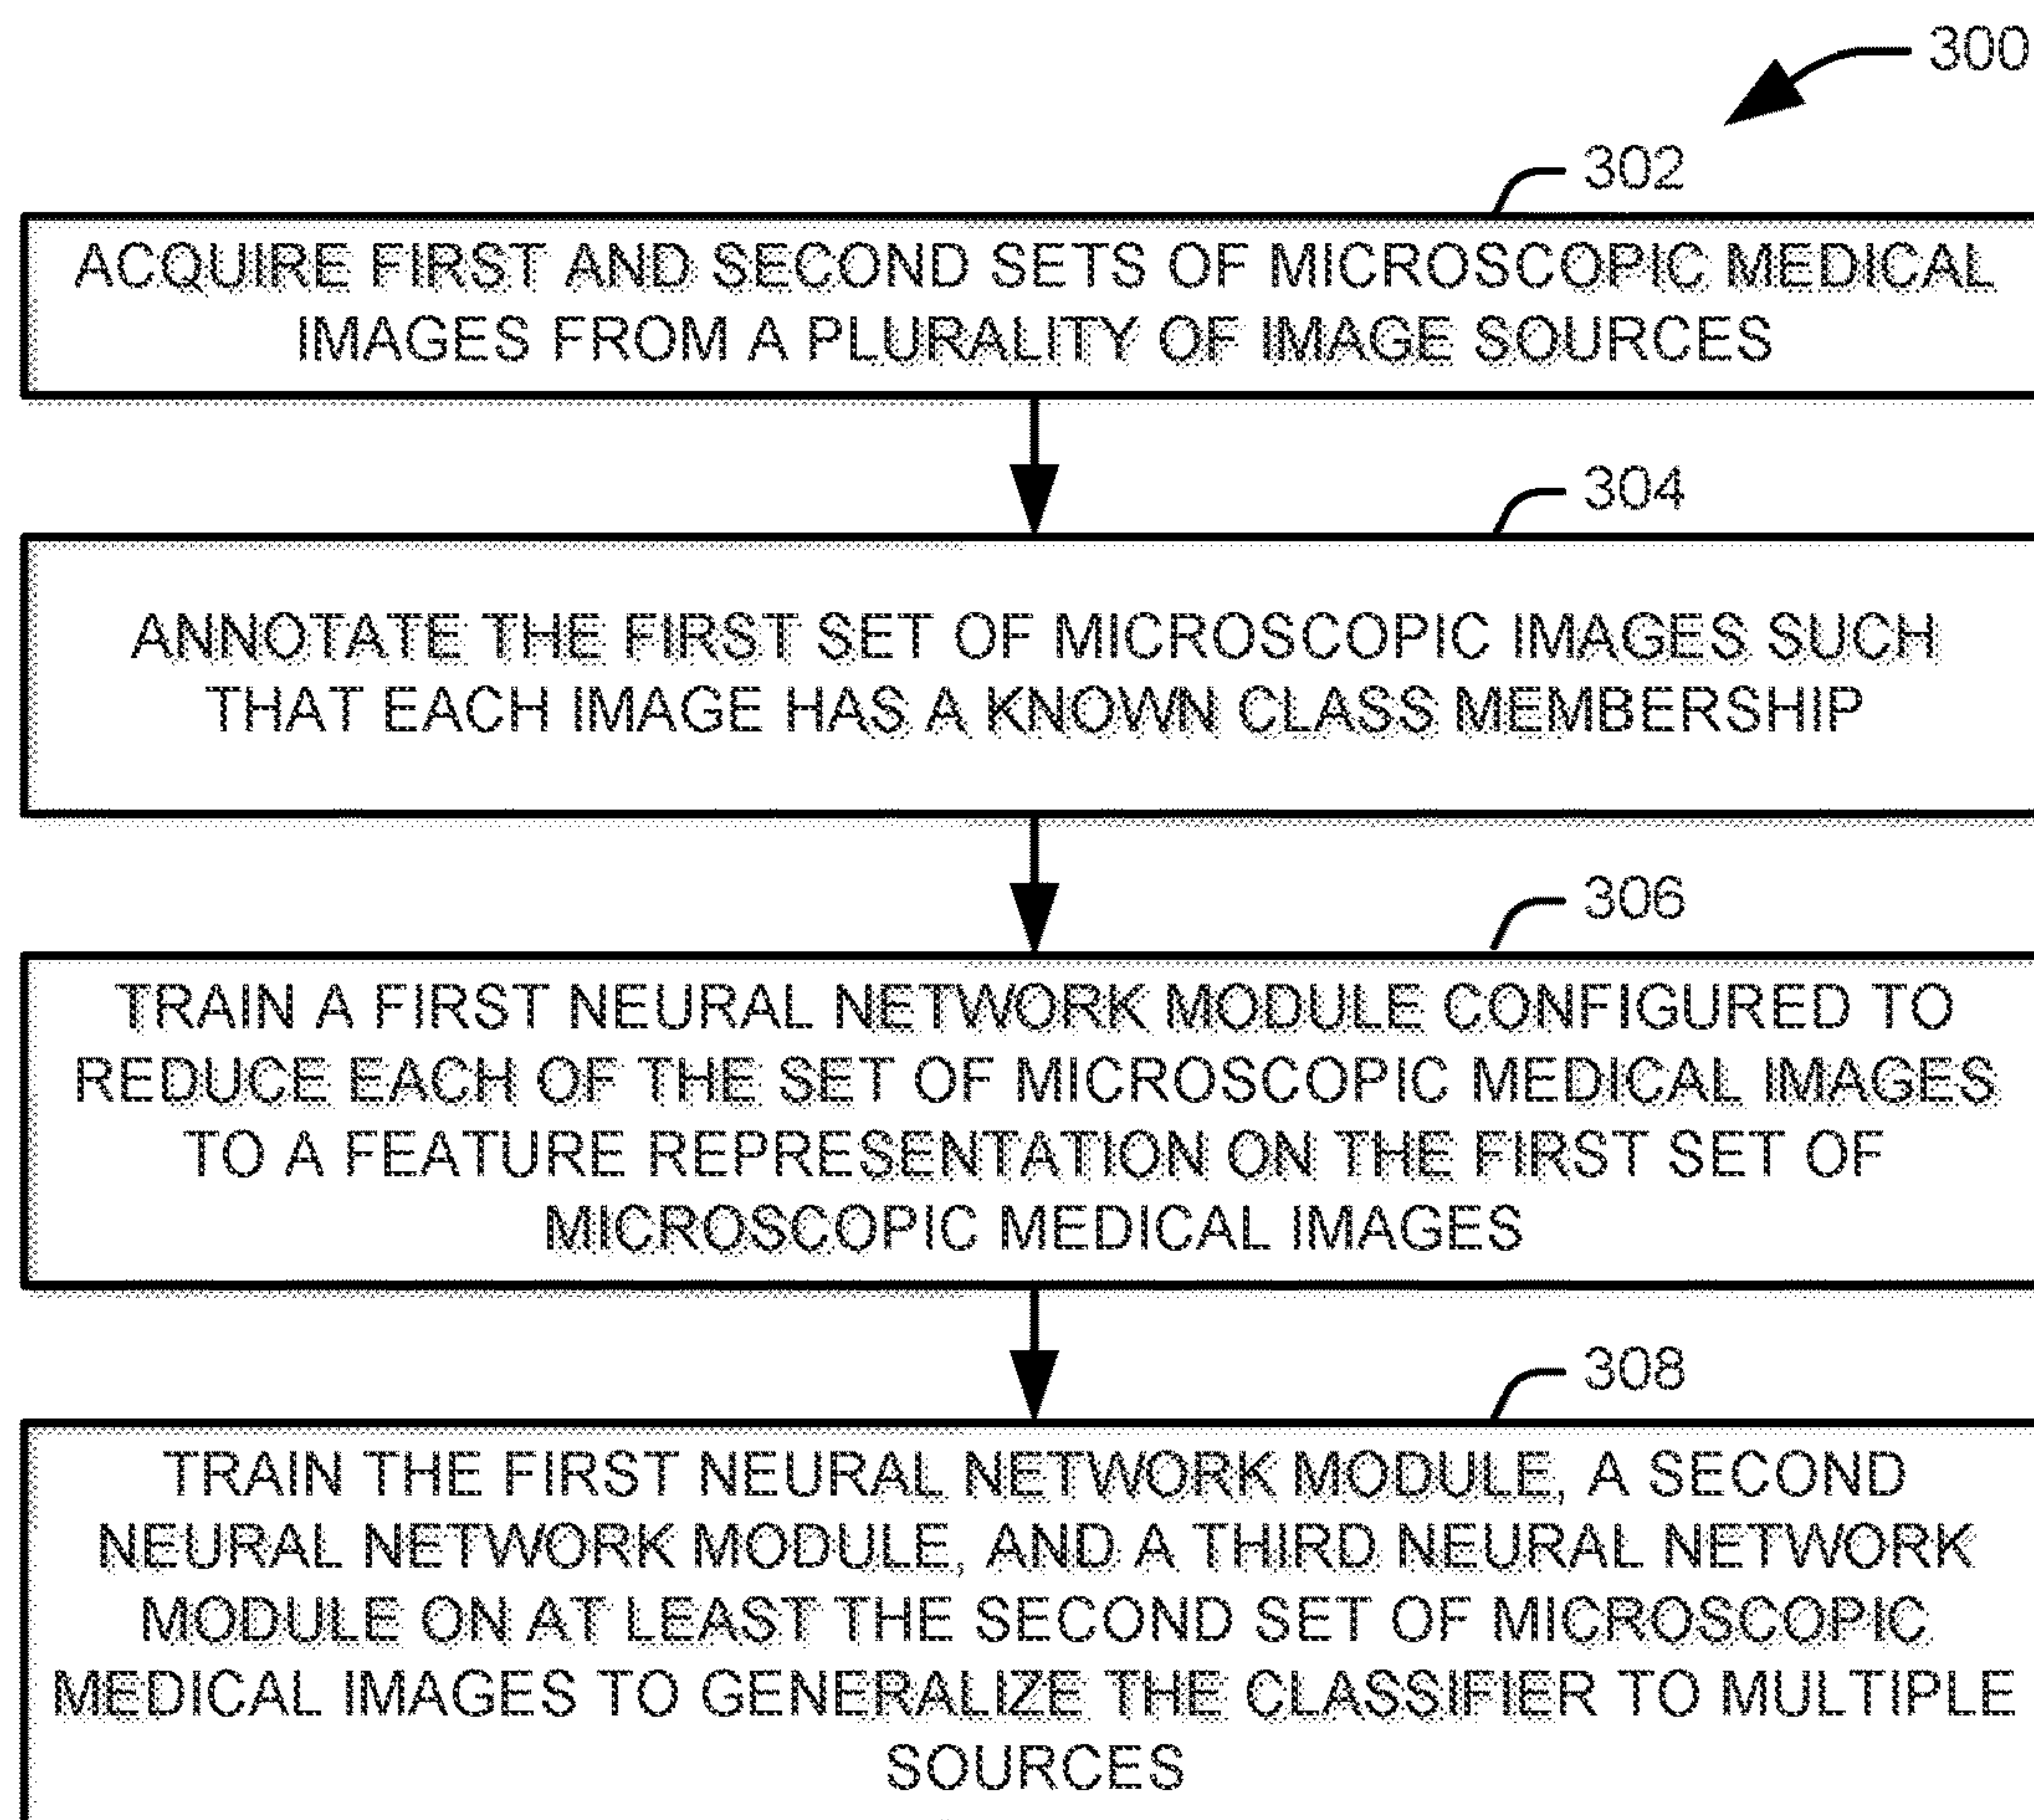 300
302
ACQUIRE FIRST AND SECOND SETS OF MICROSCOPIC MEDICAL
IMAGES FROM A PLURALITY OF IMAGE SOURCES
304
ANNOTATE THE FIRST SET OF MICROSCOPIC IMAGES SUCH
THAT EACH IMAGE HAS A KNOWN CLASS MEMBERSHIP
306
TRAIN A FIRST NEURAL NETWORK MODULE CONFIGURED TO
REDUCE EACH OF THE SET OF MICROSCOPIC MEDICAL IMAGES
TO A FEATURE REPRESENTATION ON THE FIRST SET OF
MICROSCOPIC MEDICAL IMAGES
308
TRAIN THE FIRST NEURAL NETWORK MODULE, A SECOND
NEURAL NETWORK MODULE, AND A THIRD NEURAL NETWORK
MODULE ON AT LEAST THE SECOND SET OF MICROSCOPIC
MEDICAL IMAGES TO GENERALIZE THE CLASSIFIER TO MULTIPLE
SOURCES